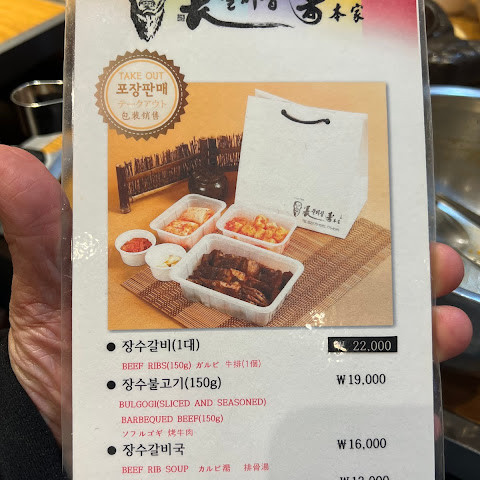 本家
TAKE OUT
포장판매
テークアウト
包裝銷售
장수갈비(1대) ₩ 22,000
BEEF RIBS(150g) カルビ 牛排(1個)
장수불고기(150g) ₩19,000
BULGOGI(SLICED AND SEASONED)
BARBEQUED BEEF(150g)
ソフルゴギ 烤牛肉
장수갈비국 ₩16,000
BEEF RIB SOUP カルビ湯 排骨湯